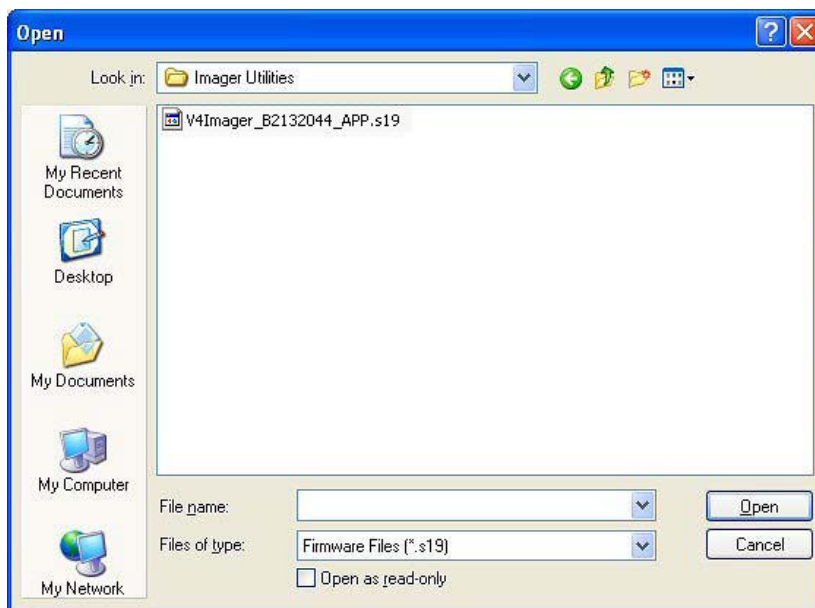 Open
Look in: Imager Utilities
V4Imager_B2132044_APP.s19
My Recent
Documents
Desktop
My Documents
My Computer
My Network
File name:
Open
Files of type: Firmware Files (*.s19)
Cancel
Open as read-only